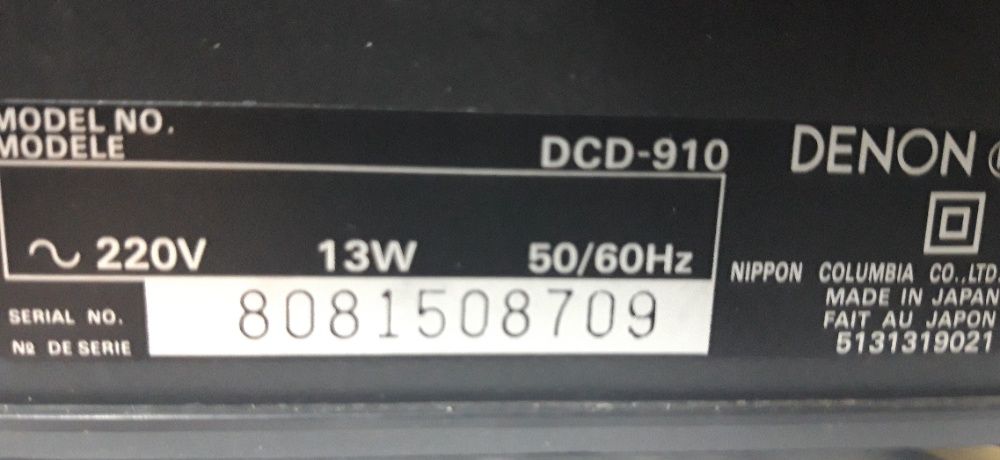 MODEL NO.
MODÈLE
DCD-910
DENON
∿ 220V 13W 50/60Hz
NIPPON COLUMBIA CO.,LTD
MADE IN JAPAN
FAIT AU JAPON
5131319021
SERIAL NO.
Nº DE SERIE
8081508709